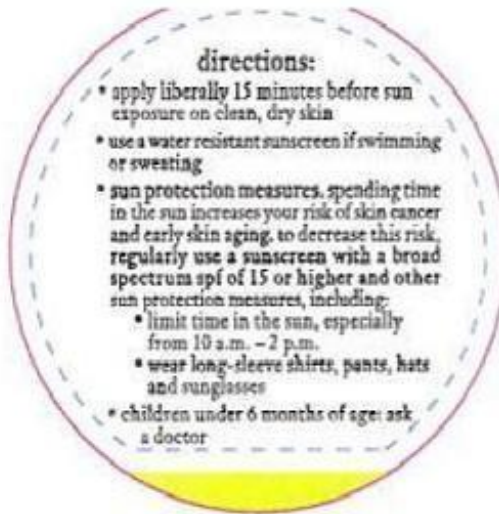 directions:
• apply liberally 15 minutes before sun
exposure on clean, dry skin
• use a water resistant sunscreen if swimming
or sweating
• sun protection measures. spending time
in the sun increases your risk of skin cancer
and early skin aging. to decrease this risk,
regularly use a sunscreen with a broad
spectrum spf of 15 or higher and other
sun protection measures, including:
• limit time in the sun, especially
from 10 a.m. – 2 p.m.
• wear long-sleeve shirts, pants, hats
and sunglasses
• children under 6 months of age: ask
a doctor